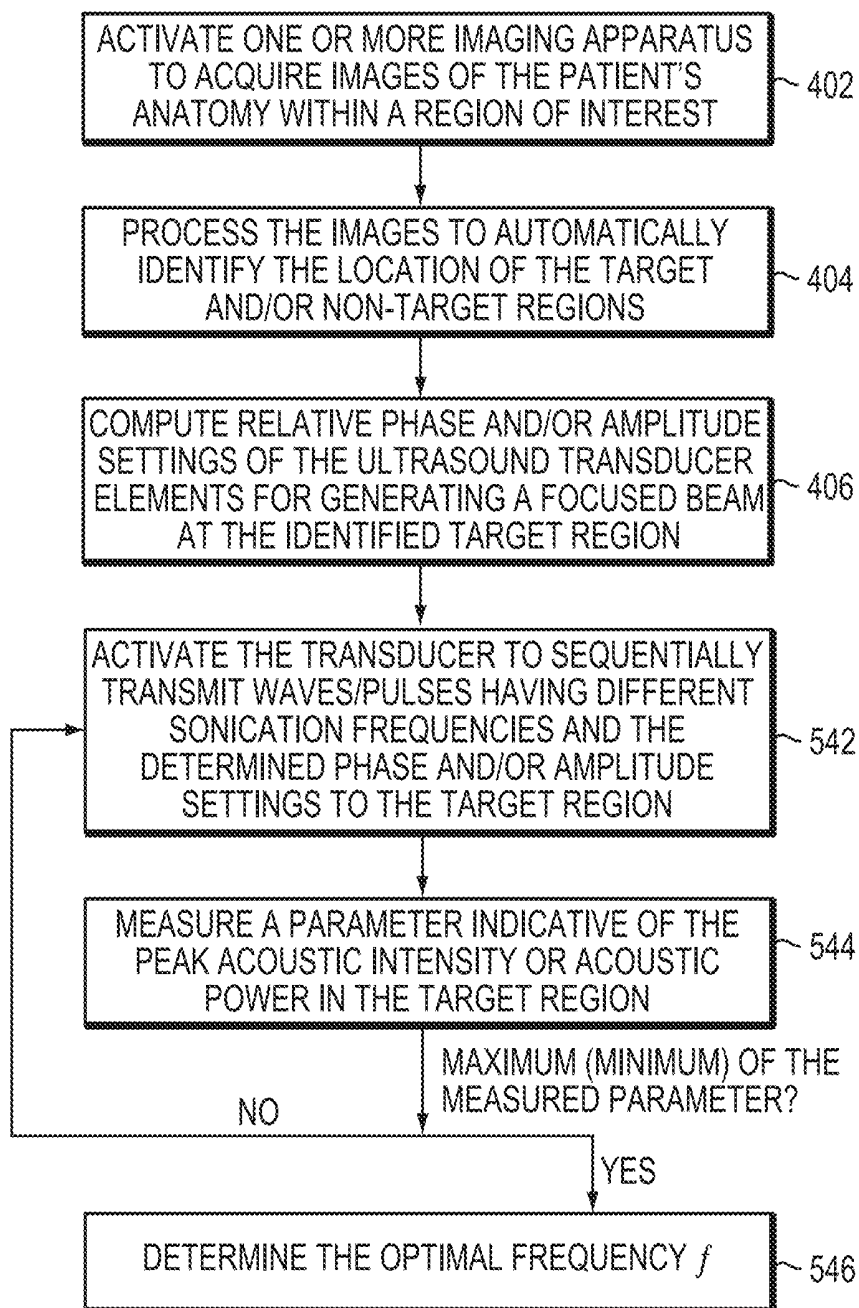 ACTIVATE ONE OR MORE IMAGING APPARATUS
TO ACQUIRE IMAGES OF THE PATIENT'S
ANATOMY WITHIN A REGION OF INTEREST
402
PROCESS THE IMAGES TO AUTOMATICALLY
IDENTIFY THE LOCATION OF THE TARGET
AND/OR NON-TARGET REGIONS
404
COMPUTE RELATIVE PHASE AND/OR AMPLITUDE
SETTINGS OF THE ULTRASOUND TRANSDUCER
ELEMENTS FOR GENERATING A FOCUSED BEAM
AT THE IDENTIFIED TARGET REGION
406
ACTIVATE THE TRANSDUCER TO SEQUENTIALLY
TRANSMIT WAVES/PULSES HAVING DIFFERENT
SONICATION FREQUENCIES AND THE
DETERMINED PHASE AND/OR AMPLITUDE
SETTINGS TO THE TARGET REGION
542
MEASURE A PARAMETER INDICATIVE OF THE
PEAK ACOUSTIC INTENSITY OR ACOUSTIC
POWER IN THE TARGET REGION
544
MAXIMUM (MINIMUM) OF THE
MEASURED PARAMETER?
NO
YES
DETERMINE THE OPTIMAL FREQUENCY f
546